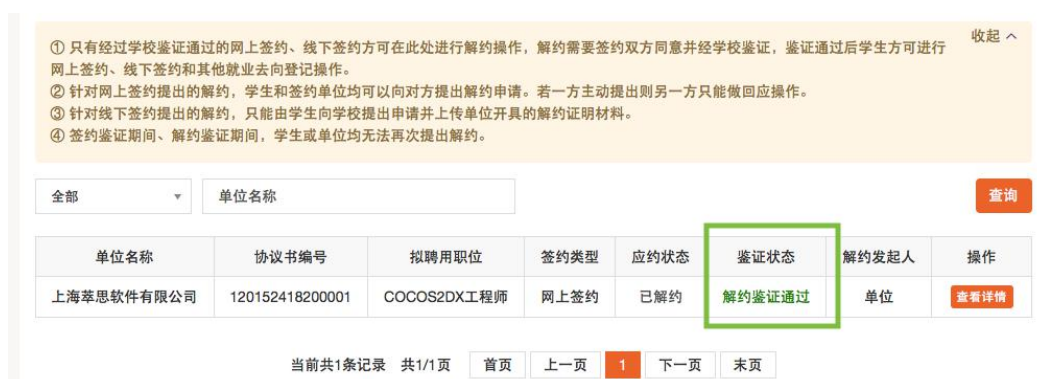 ① 只有经过学校鉴证通过的网上签约、线下签约方可在此处进行解约操作，解约需要签约双方同意并经学校鉴证，鉴证通过后学生方可进行 收起
网上签约、线下签约和其他就业去向登记操作。
② 针对网上签约提出的解约，学生和签约单位均可以向对方提出解约申请。若一方主动提出则另一方只能做回应操作。
③ 针对线下签约提出的解约，只能由学生向学校提出申请并上传单位开具的解约证明材料。
④ 签约鉴证期间、解约鉴证期间，学生或单位均无法再次提出解约。
全部 单位名称 查询
单位名称 协议书编号 拟聘用职位 签约类型 应约状态 鉴证状态 解约发起人 操作
上海萃思软件有限公司 120152418200001 COCOS2DX工程师 网上签约 已解约 解约鉴证通过 单位 查看详情
当前共1条记录 共1/1页 首页 上一页 1 下一页 末页